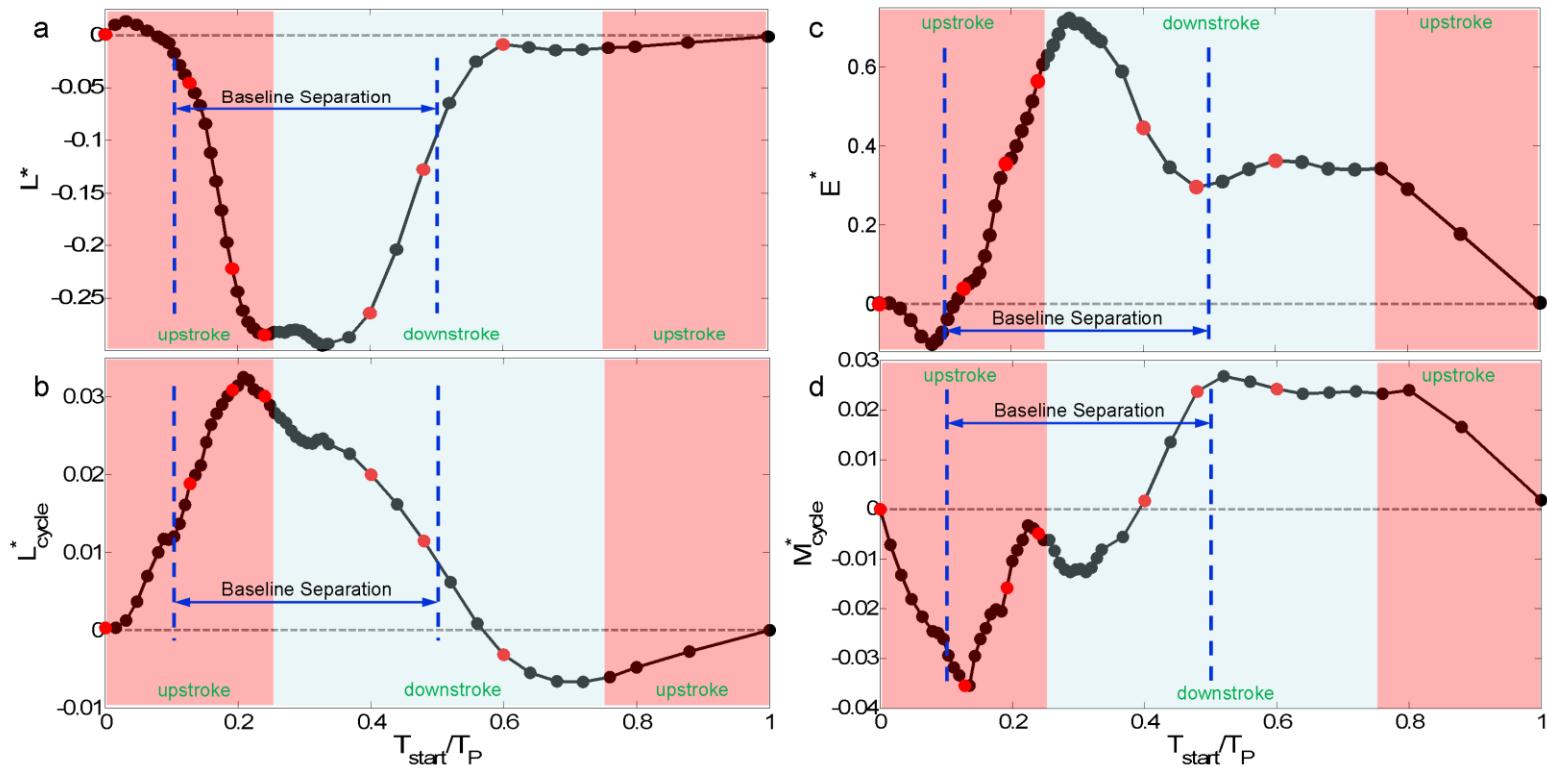 a
0
-0.05
-0.1
-0.15
-0.2
-0.25
L*
Baseline Separation
upstroke
downstroke
upstroke
c
upstroke
downstroke
upstroke
0.6
0.4
0.2
0
E*
Baseline Separation
b
0.03
0.02
0.01
0
-0.01
L*cycle
Baseline Separation
upstroke
downstroke
upstroke
0
0.2
0.4
0.6
0.8
1
Tstart/TP
d
0.03
0.02
0.01
0
-0.01
-0.02
-0.03
-0.04
M*cycle
upstroke
upstroke
Baseline Separation
downstroke
0
0.2
0.4
0.6
0.8
1
Tstart/TP